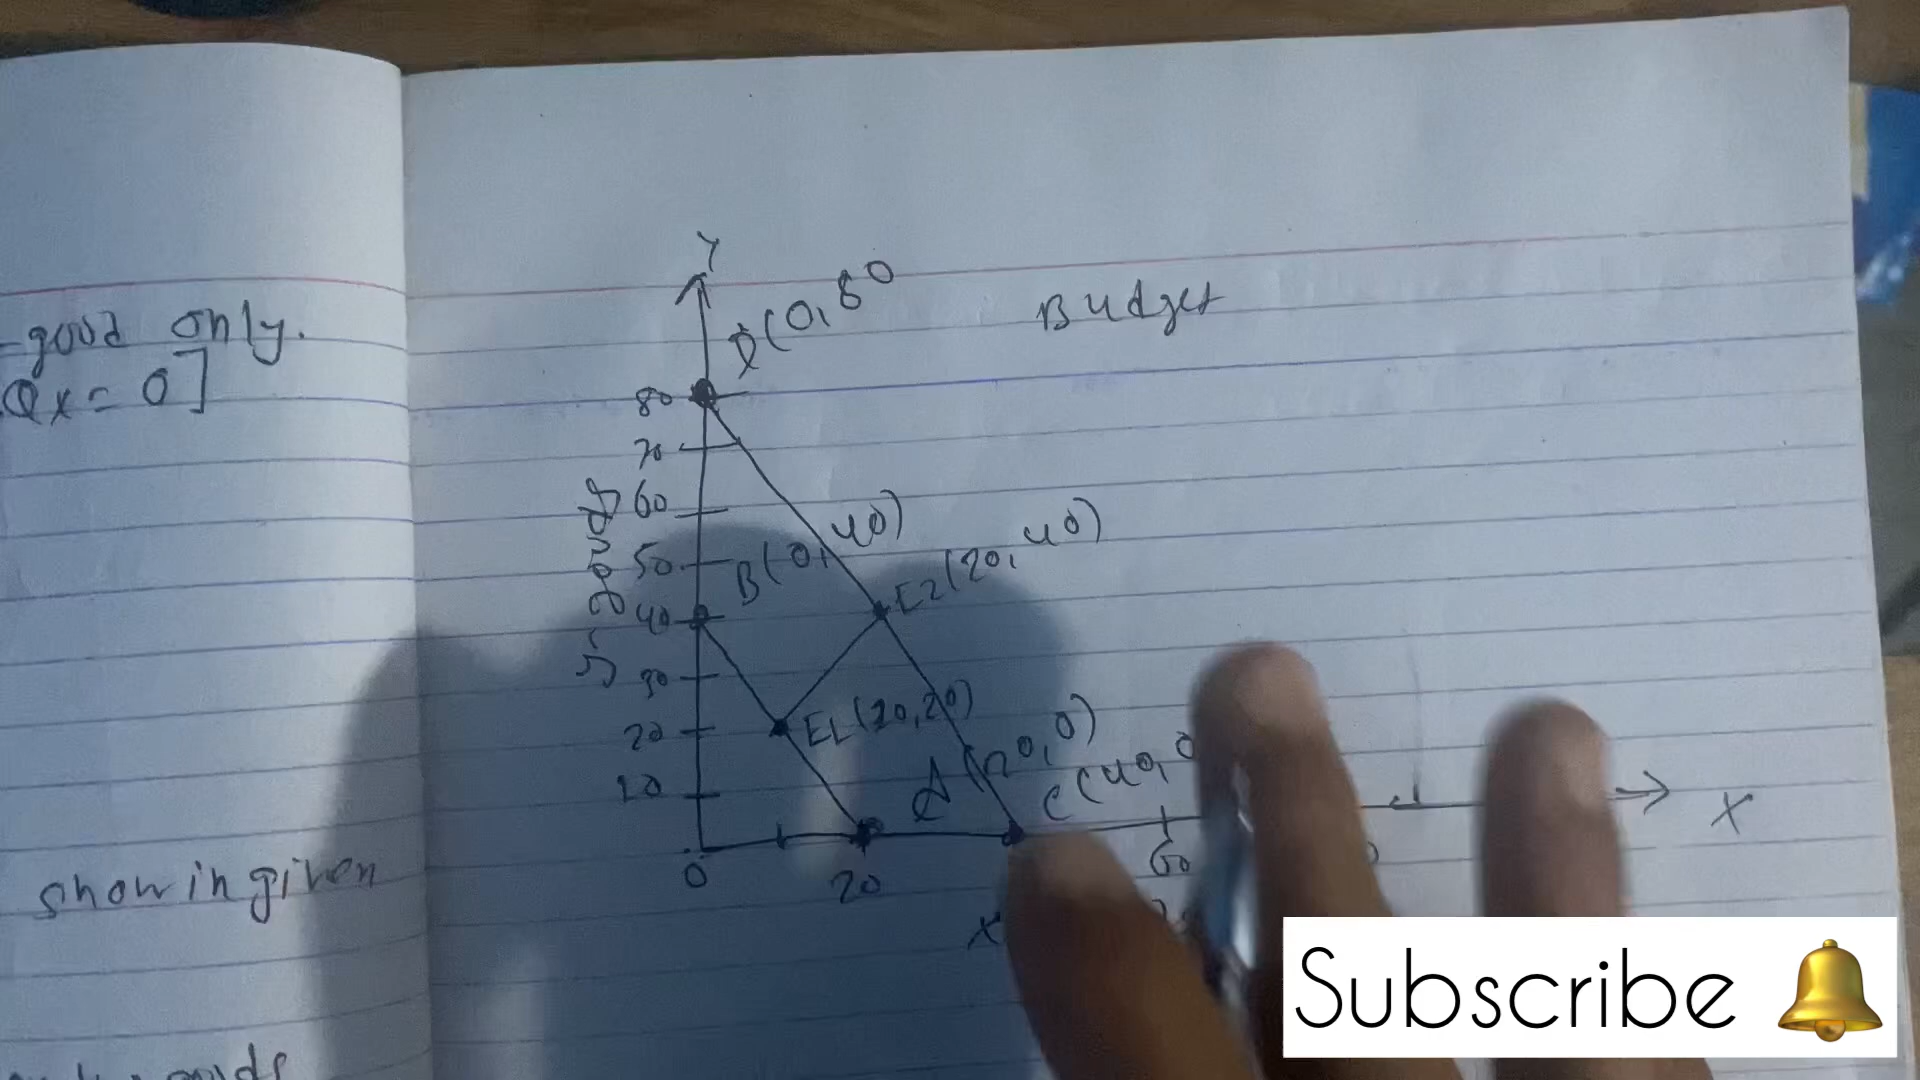 -good only.
Qx = 0]
show in given
Y
D(0,80
Budget
80
70
60
50
40
30
20
10
B(0,40)
E2(20,40)
E1(10,20)
A(20,0)
C(40,0
0
20
60
X
X
Subscribe